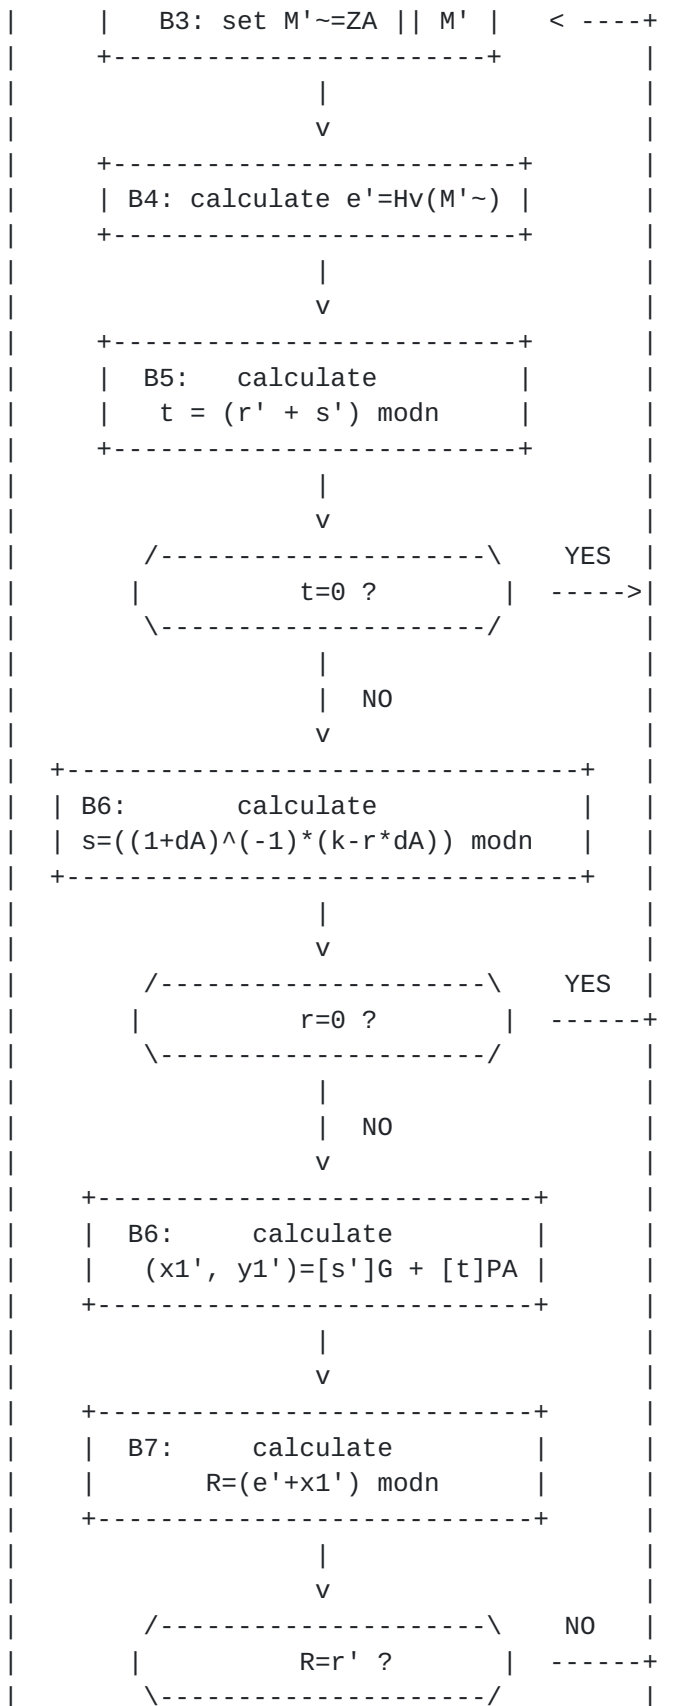 |     |   B3: set M'~=ZA || M' |   < ----+
|     +------------------------+         |
|                   |                    |
|                   v                    |
|     +--------------------------+       |
|     | B4: calculate e'=Hv(M'~) |       |
|     +--------------------------+       |
|                   |                    |
|                   v                    |
|     +--------------------------+       |
|     |  B5:   calculate         |       |
|     |   t = (r' + s') modn     |       |
|     +--------------------------+       |
|                   |                    |
|                   v                    |
|        /---------------------\    YES  |
|       |          t=0 ?        |  ----->|
|        \---------------------/         |
|                   |                    |
|                   |  NO                |
|                   v                    |
|  +---------------------------------+   |
|  | B6:       calculate             |   |
|  | s=((1+dA)^(-1)*(k-r*dA)) modn   |   |
|  +---------------------------------+   |
|                   |                    |
|                   v                    |
|        /---------------------\    YES  |
|       |          r=0 ?        |  ------+
|        \---------------------/         |
|                   |                    |
|                   |  NO                |
|                   v                    |
|    +----------------------------+      |
|    |  B6:     calculate         |      |
|    |   (x1', y1')=[s']G + [t]PA |      |
|    +----------------------------+      |
|                   |                    |
|                   v                    |
|    +----------------------------+      |
|    |  B7:     calculate         |      |
|    |       R=(e'+x1') modn      |      |
|    +----------------------------+      |
|                   |                    |
|                   v                    |
|        /---------------------\    NO   |
|       |          R=r' ?       |  ------+
|        \---------------------/         |